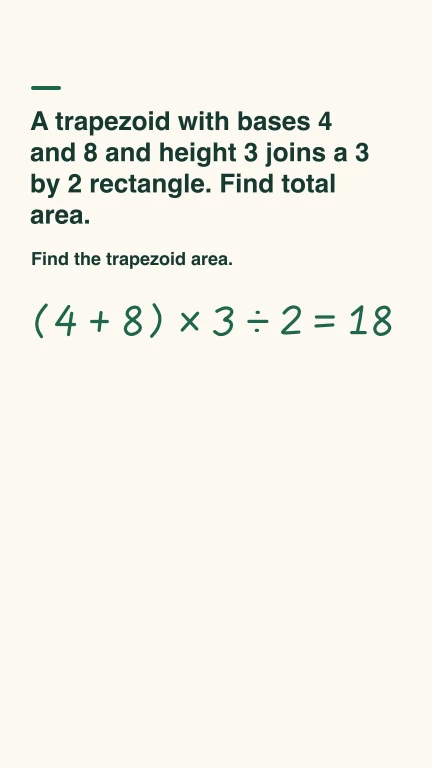 A trapezoid with bases 4
and 8 and height 3 joins a 3
by 2 rectangle. Find total
area.
Find the trapezoid area.
(4 + 8) × 3 ÷ 2 = 18